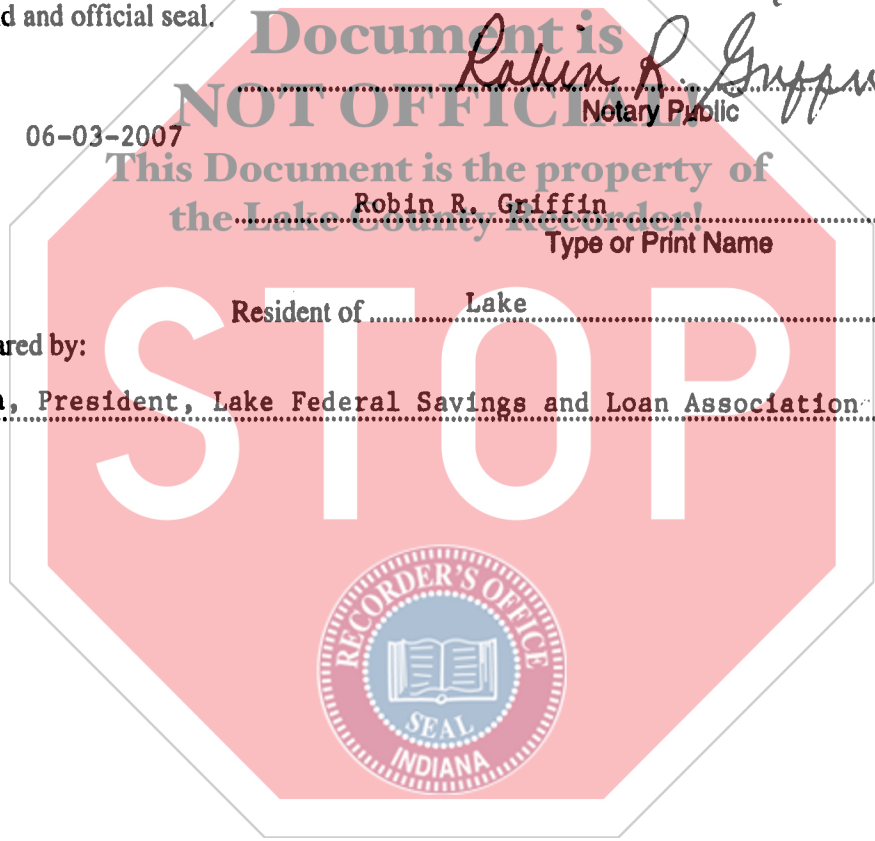 d and official seal.
Document is
Robin R. Griffin
NOT OFFICIAL!
Notary Public
06-03-2007
This Document is the property of
Robin R. Griffin
the Lake County Recorder!
Type or Print Name
Resident of Lake
ared by:
, President, Lake Federal Savings and Loan Association
STOP
RECORDER'S OFFICE
SEAL
INDIANA